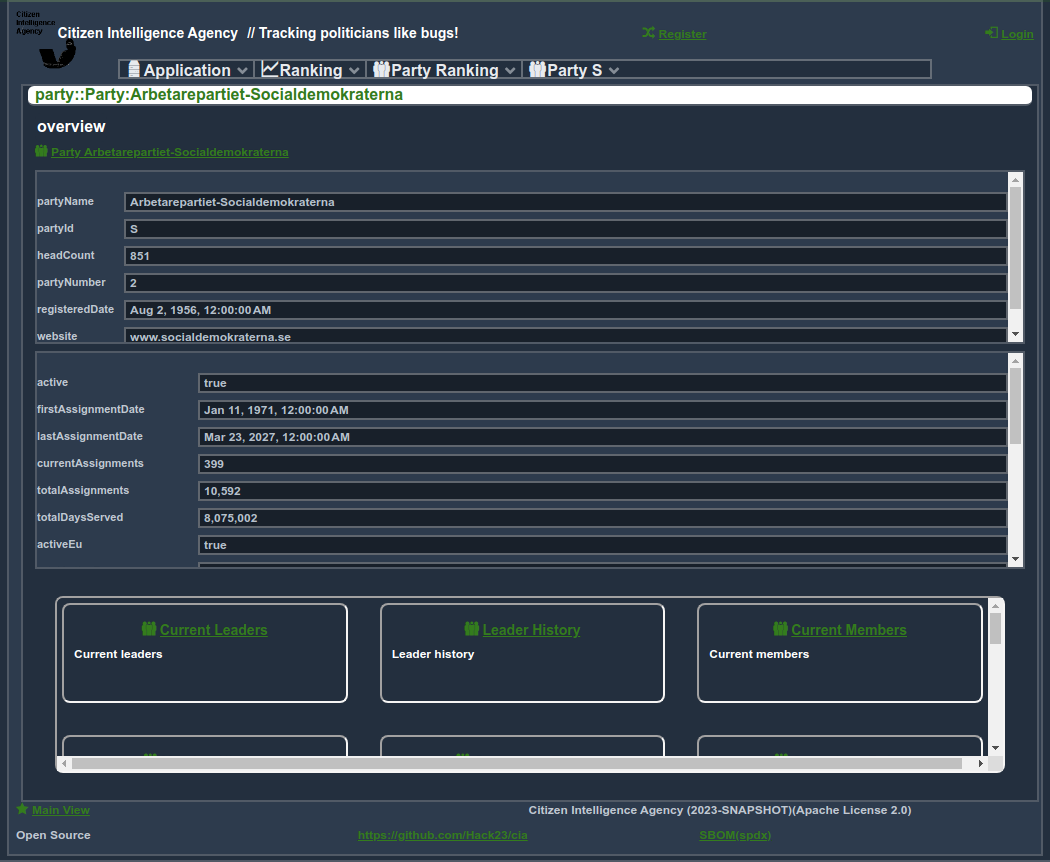 Citizen
Intelligence
Agency
Citizen Intelligence Agency // Tracking politicians like bugs!
Register
Login
Application
Ranking
Party Ranking
Party S
party::Party:Arbetarepartiet-Socialdemokraterna
overview
Party Arbetarepartiet-Socialdemokraterna
partyName Arbetarepartiet-Socialdemokraterna
partyId S
headCount 851
partyNumber 2
registeredDate Aug 2, 1956, 12:00:00 AM
website www.socialdemokraterna.se
active true
firstAssignmentDate Jan 11, 1971, 12:00:00 AM
lastAssignmentDate Mar 23, 2027, 12:00:00 AM
currentAssignments 399
totalAssignments 10,592
totalDaysServed 8,075,002
activeEu true
Current Leaders
Current leaders
Leader History
Leader history
Current Members
Current members
Main View
Citizen Intelligence Agency (2023-SNAPSHOT)(Apache License 2.0)
Open Source
https://github.com/Hack23/cia
SBOM(spdx)